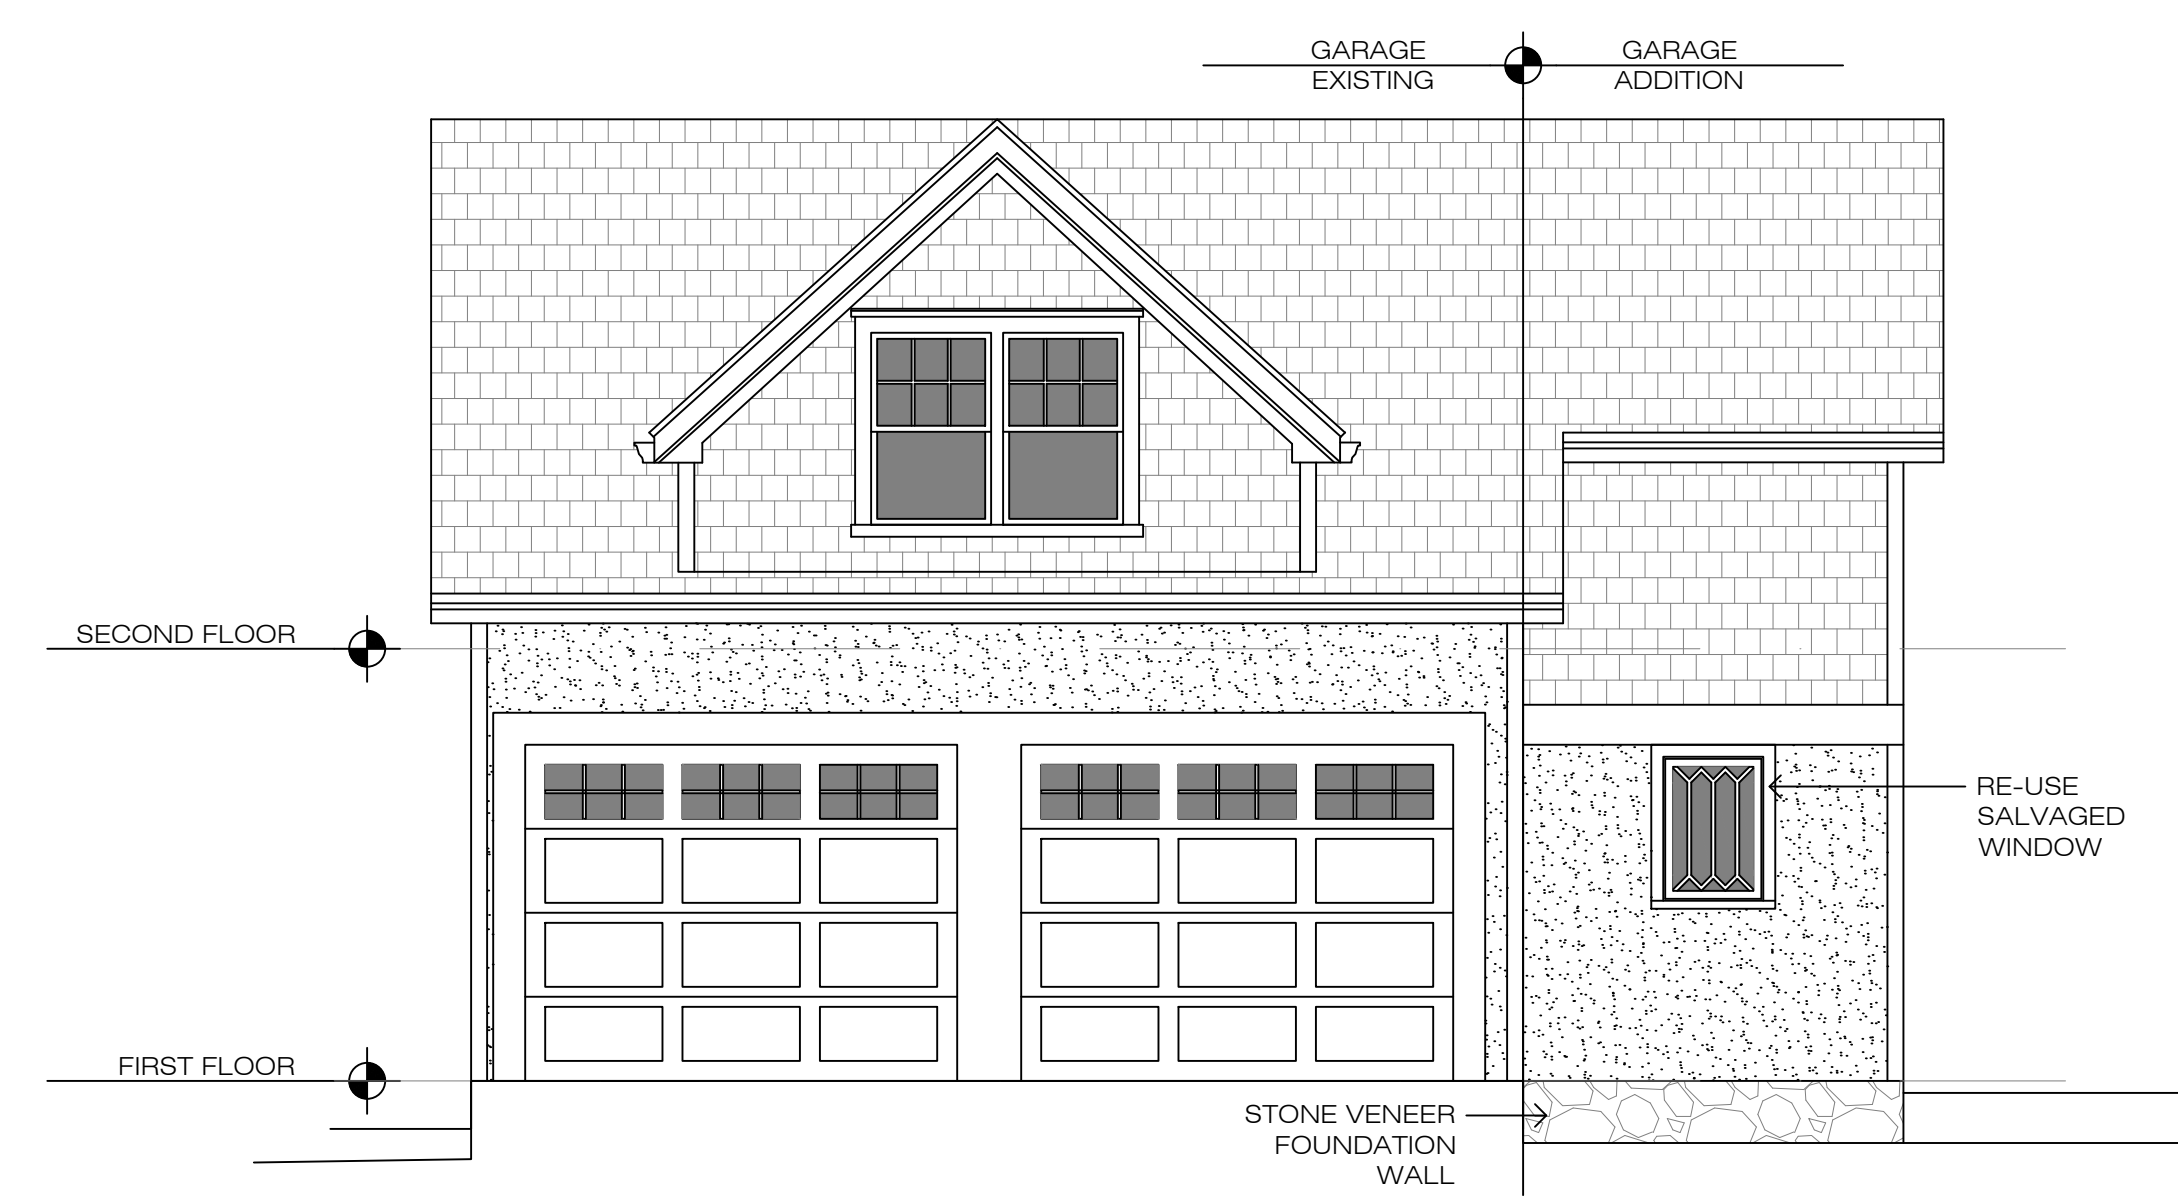 GARAGE
EXISTING
GARAGE
ADDITION
SECOND FLOOR
RE-USE
SALVAGED
WINDOW
FIRST FLOOR
STONE VENEER
FOUNDATION
WALL